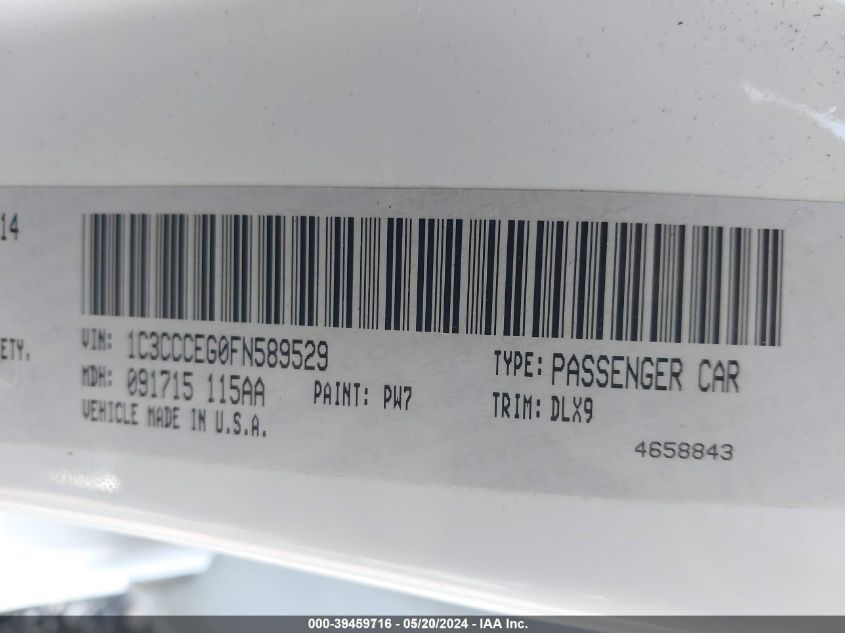 14
ETY.
VIN: 1C3CCCEG0FN589529
TYPE: PASSENGER CAR
MDH: 091715 115AA
PAINT: PW7
TRIM: DLX9
VEHICLE MADE IN U.S.A.
4658843
000-39459716 - 05/20/2024 - IAA Inc.